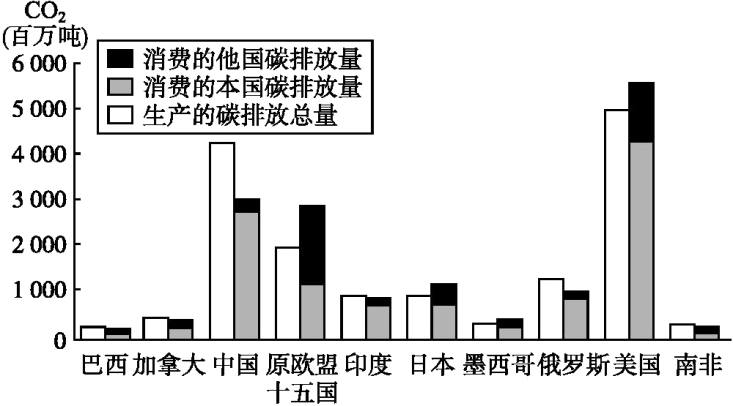 CO₂
(百万吨)
6 000
5 000
4 000
3 000
2 000
1 000
0
消费的他国碳排放量
消费的本国碳排放量
生产的碳排放总量
巴西 加拿大 中国 原欧盟 印度 日本 墨西哥 俄罗斯 美国 南非
十五国